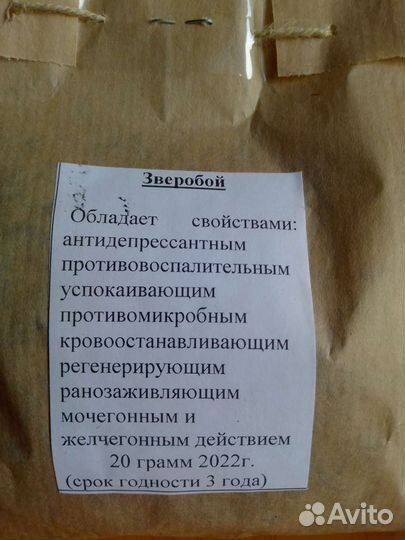 Зверобой
Обладает свойствами:
антидепрессантным
противовоспалительным
успокаивающим
противомикробным
кровоостанавливающим
регенерирующим
ранозаживляющим
мочегонным и
желчегонным действием
20 грамм 2022г.
(срок годности 3 года)
Avito